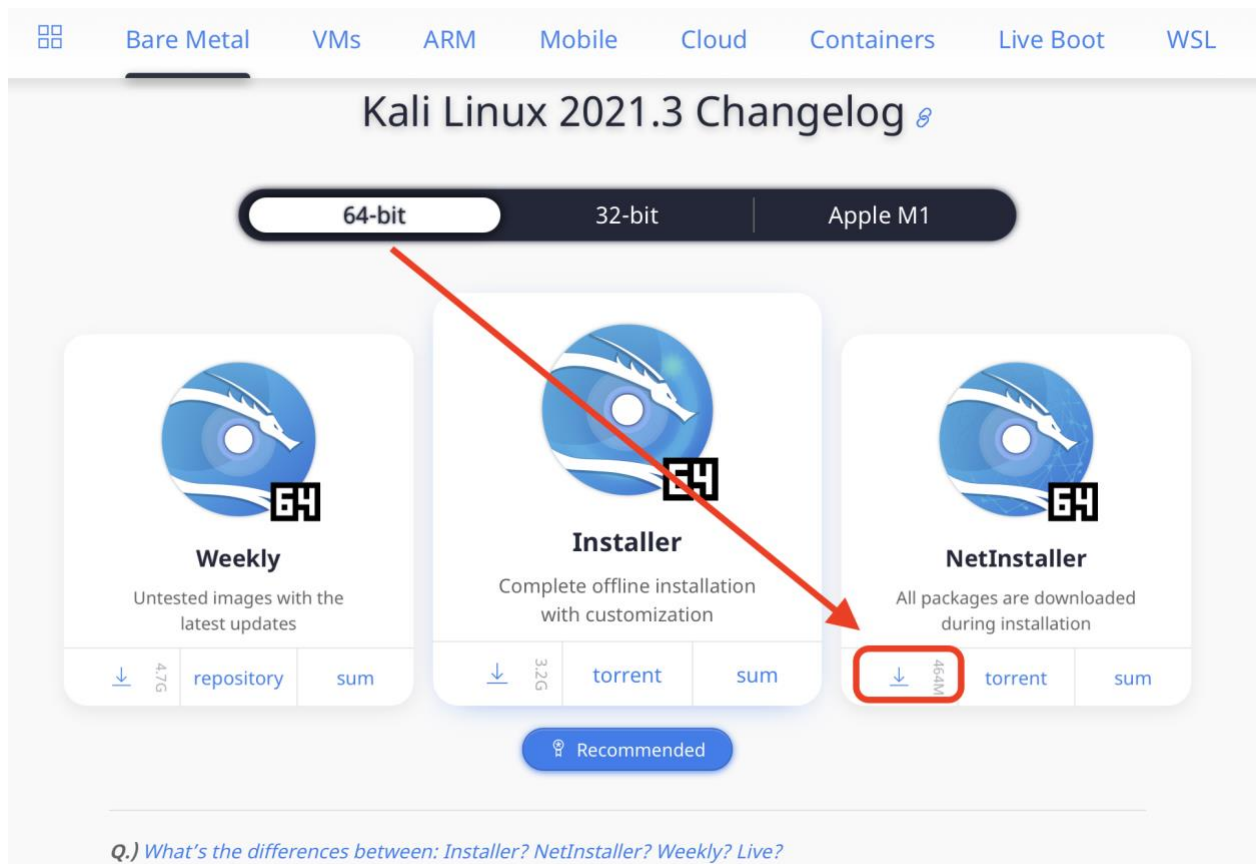 Bare Metal VMs ARM Mobile Cloud Containers Live Boot WSL
Kali Linux 2021.3 Changelog
64-bit 32-bit Apple M1
64
Weekly
Untested images with the
latest updates
4.7G repository sum
64
Installer
Complete offline installation
with customization
3.2G torrent sum
Recommended
64
NetInstaller
All packages are downloaded
during installation
464M torrent sum
Q.) What's the differences between: Installer? NetInstaller? Weekly? Live?